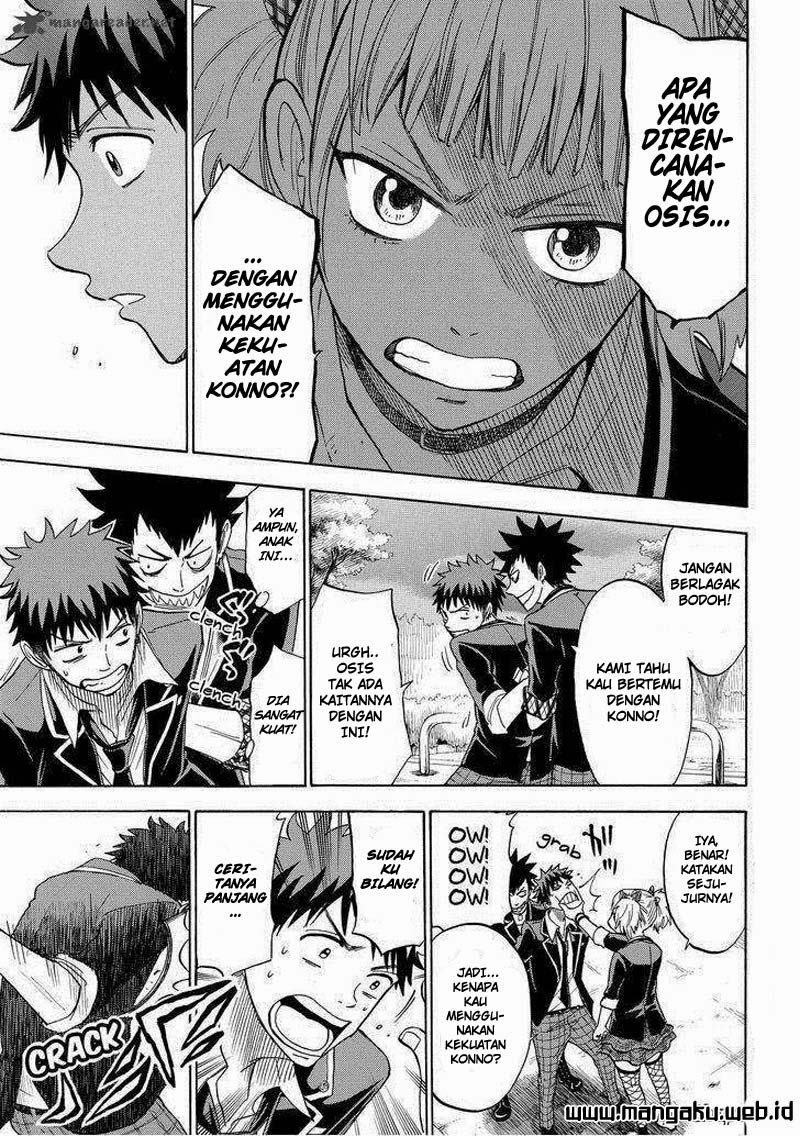 mangareader.net
APA
YANG
DIREN-
CANA-
KAN
OSIS...
...
DENGAN
MENGGU-
NAKAN
KEKU-
ATAN
KONNO?!
JANGAN
BERLAGAK
BODOH!
KAMI TAHU
KAU BERTEMU
DENGAN
KONNO!
URGH..
OSIS
TAK ADA
KAITANNYA
DENGAN
INI!
YA
AMPUN,
ANAK
INI...
clench
clench
DIA
SANGAT
KUAT!
IYA,
BENAR!
KATAKAN
SEJU-
JURNYA!
grab
OW!
OW!
OW!
OW!
JADI...
KENAPA
KAU
MENGGU-
NAKAN
KEKUATAN
KONNO?
SUDAH
KU
BILANG!
CERI-
TANYA
PANJANG
...
CRACK
www.mangaku.web.id